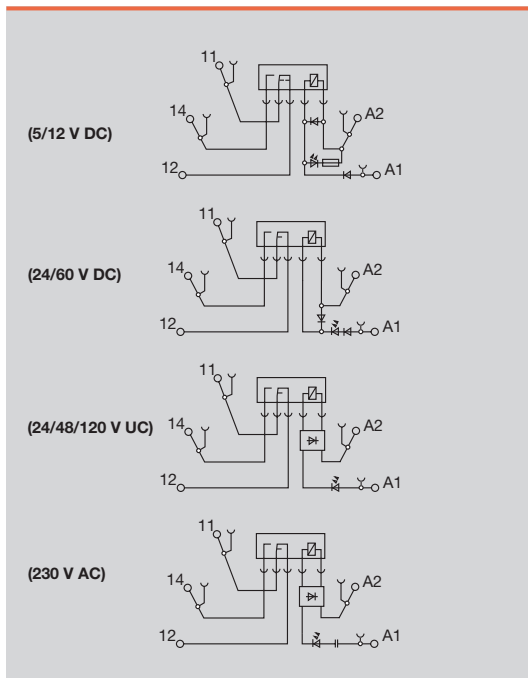 11
A2
14
(5/12 V DC)
12
A1
11
14
A2
(24/60 V DC)
12
A1
11
14
A2
(24/48/120 V UC)
12
A1
11
14
A2
(230 V AC)
12
A1